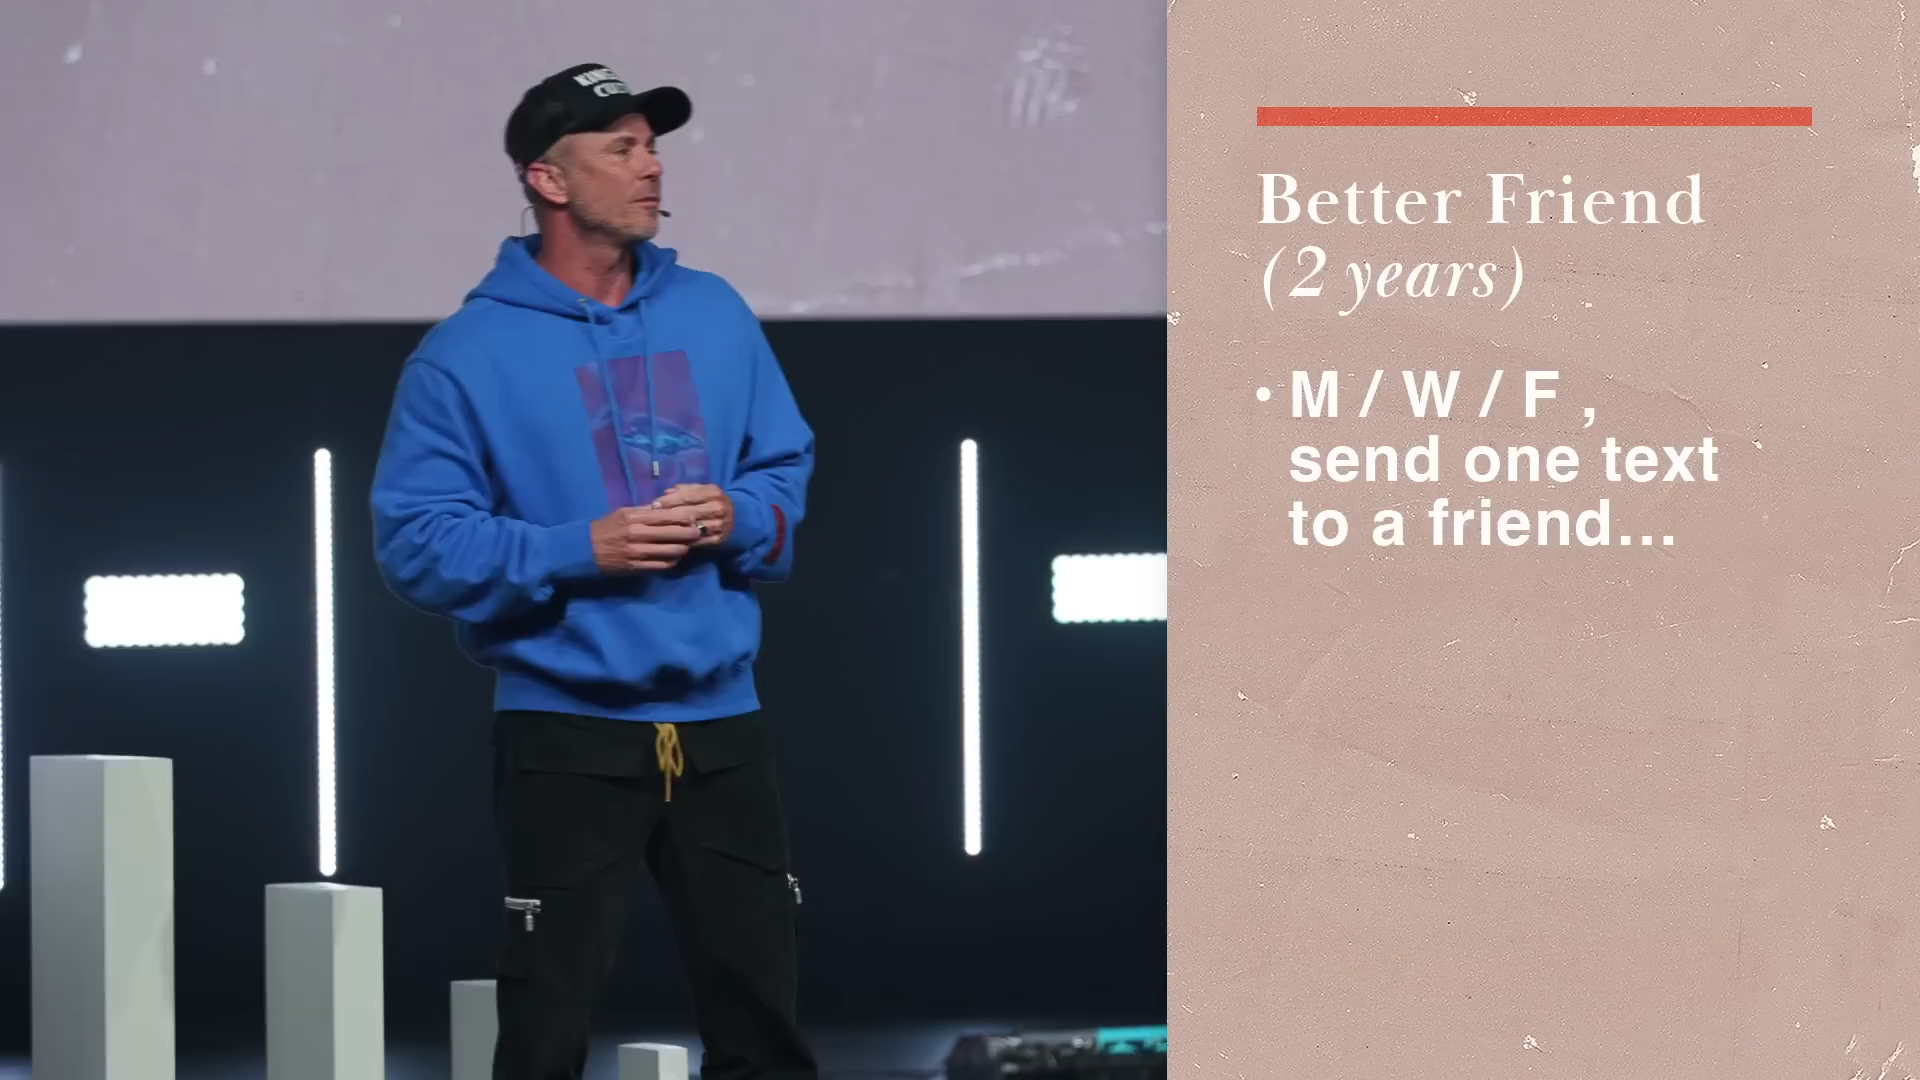 Better Friend
(2 years)
• M / W / F ,
send one text
to a friend...